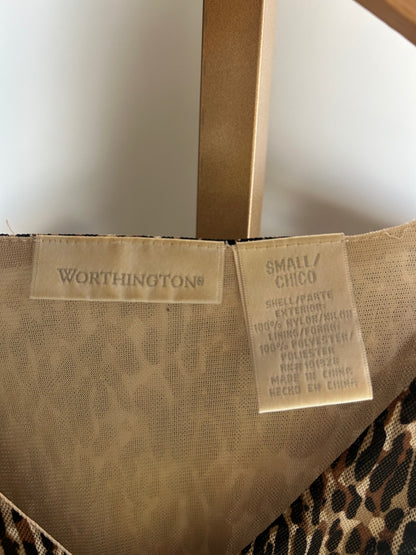 WORTHINGTON®
SMALL/
CHICO
SHELL/PARTE
EXTERIOR:
100% NYLON/NILON
LINING/FORRO:
100% POLYESTER/
POLIESTER
MADE IN CHINA
HECHO EN CHINA